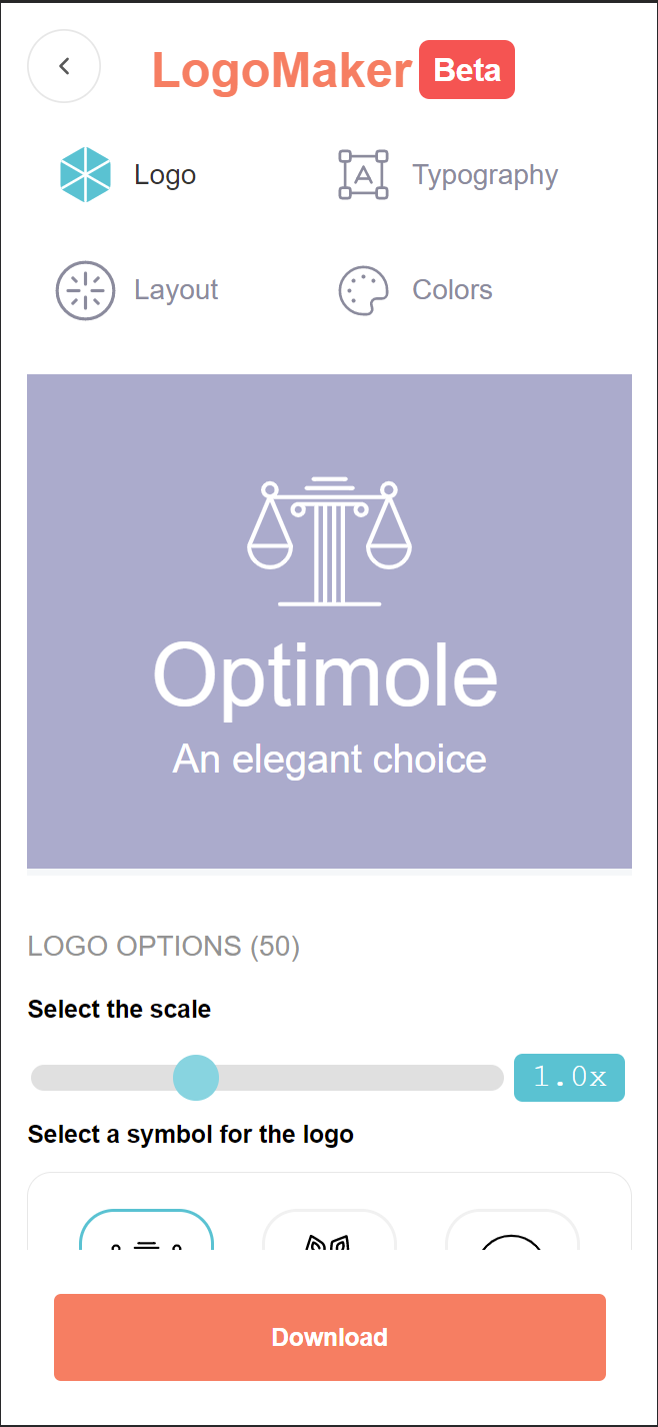 LogoMaker Beta
Logo
Typography
Layout
Colors
Optimole
An elegant choice
LOGO OPTIONS (50)
Select the scale
1.0x
Select a symbol for the logo
Download